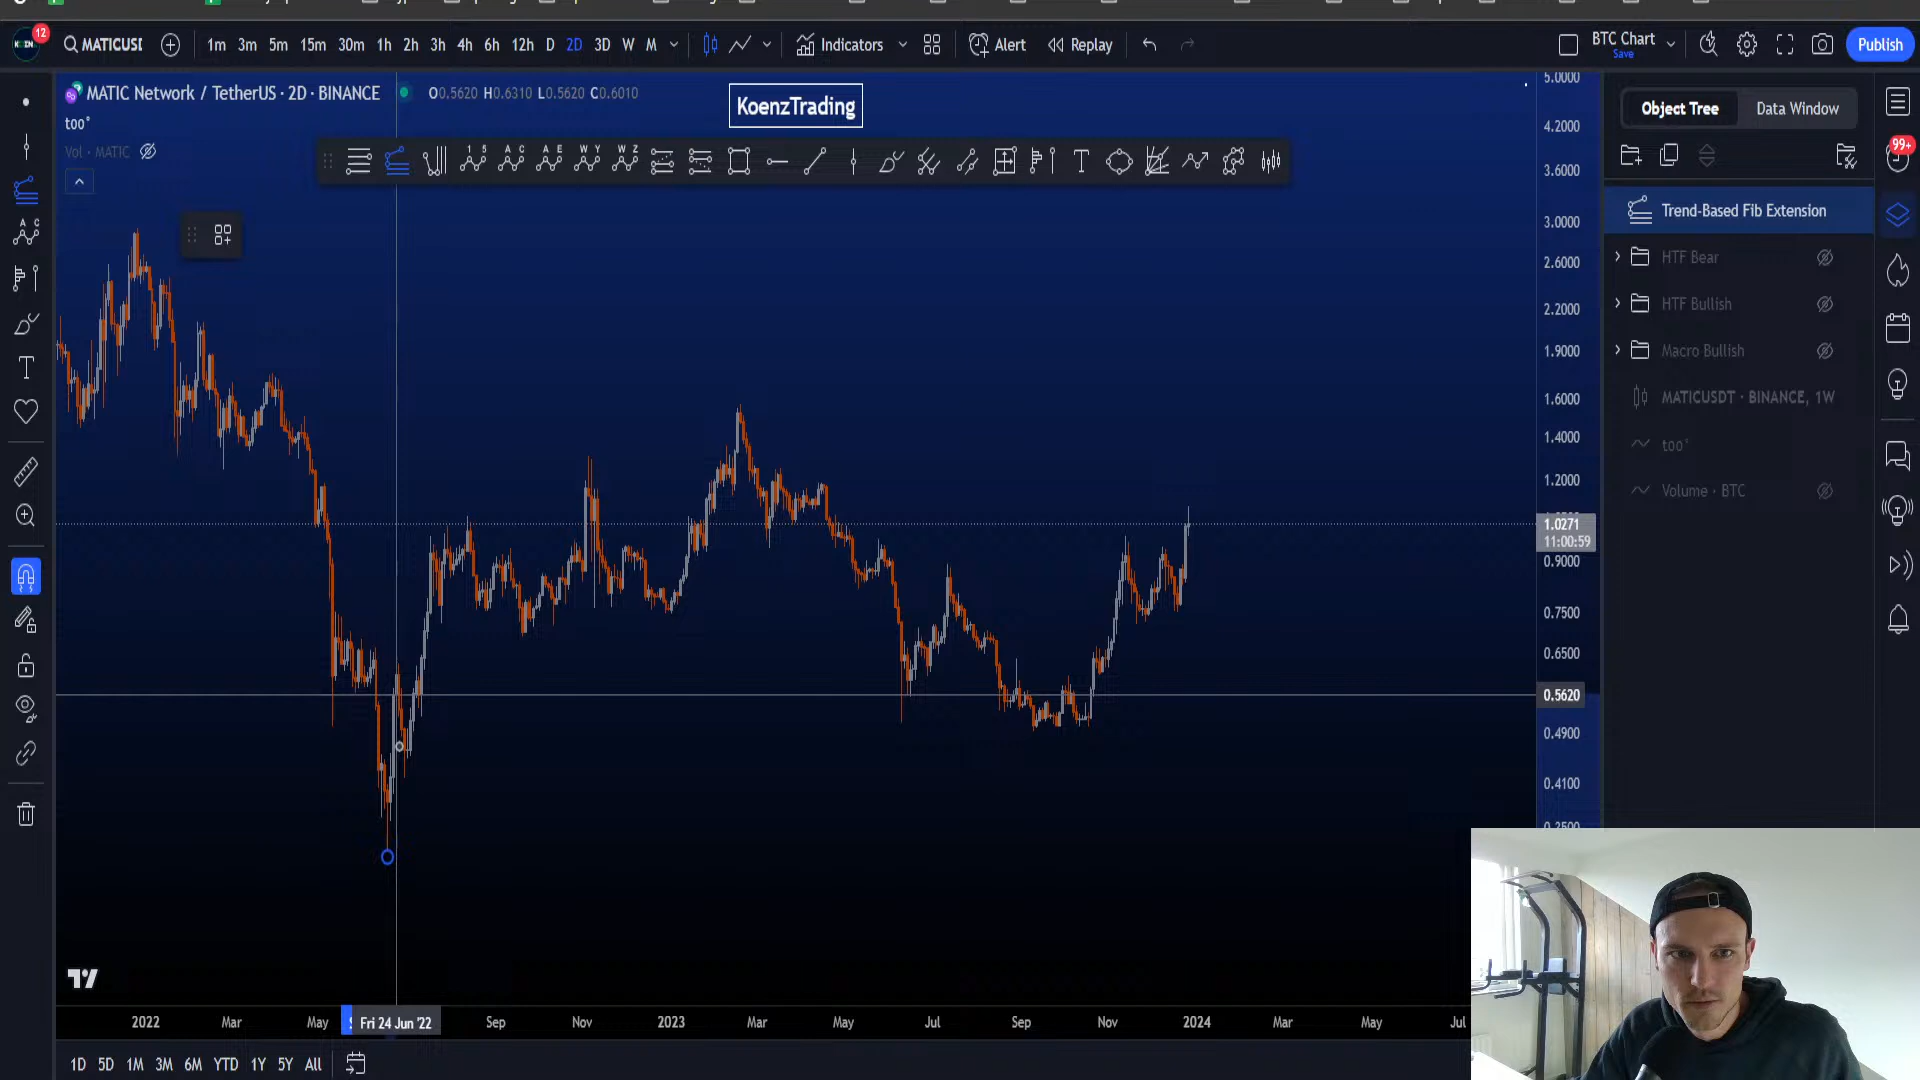 12
MATICUSD
1m 3m 5m 15m 30m 1h 2h 3h 4h 6h 12h D 2D 3D W M
Indicators
Alert
Replay
BTC Chart
Save
Publish
MATIC Network / TetherUS · 2D · BINANCE
O0.5620 H0.6310 L0.5620 C0.6010
too°
Vol · MATIC
KoenzTrading
5.0000
4.2000
3.6000
3.0000
2.6000
2.2000
1.9000
1.6000
1.4000
1.2000
1.0271
11:00:59
0.9000
0.7500
0.6500
0.5620
0.4900
0.4100
0.3500
Object Tree
Data Window
99+
Trend-Based Fib Extension
HTF Bear
HTF Bullish
Macro Bullish
MATICUSDT · BINANCE, 1W
too°
Volume · BTC
2022 Mar May Fri 24 Jun '22 Sep Nov 2023 Mar May Jul Sep Nov 2024 Mar May Jul
1D 5D 1M 3M 6M YTD 1Y 5Y All